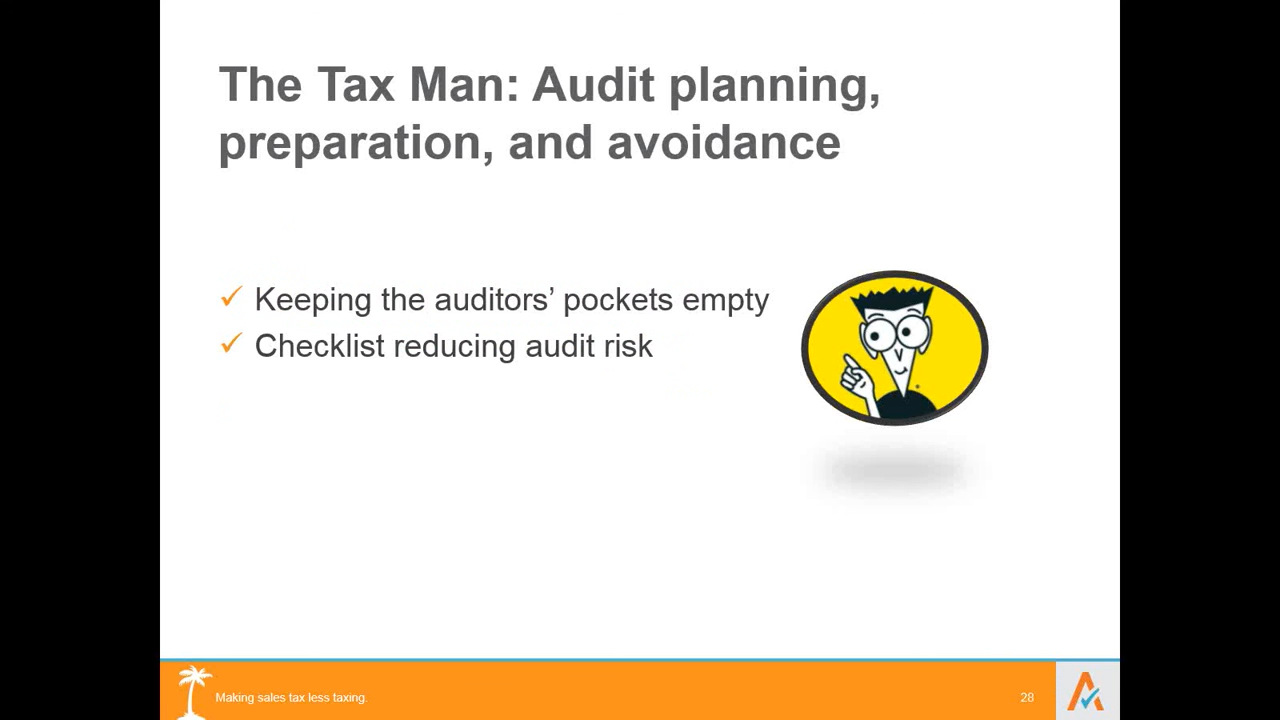 The Tax Man: Audit planning,
preparation, and avoidance
Keeping the auditors’ pockets empty
Checklist reducing audit risk
Making sales tax less taxing.
28